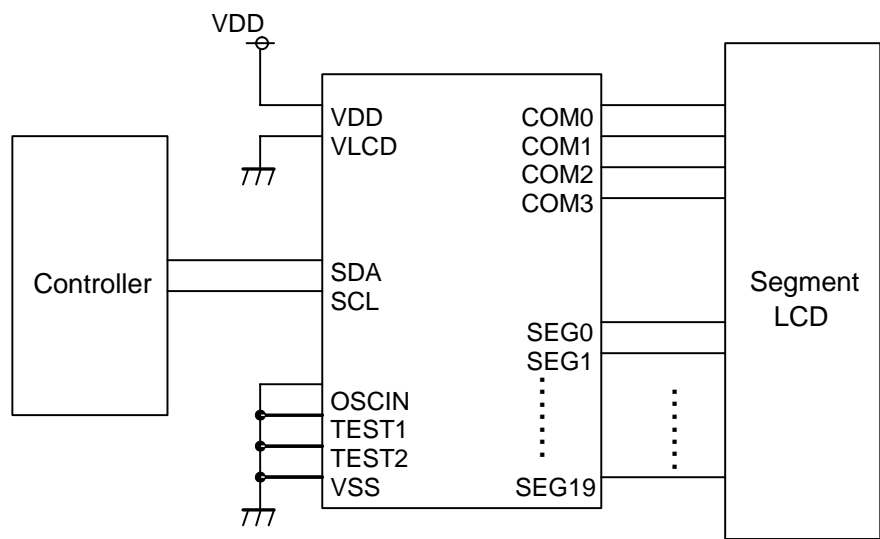 VDD
VDD
VLCD
COM0
COM1
COM2
COM3
Controller
SDA
SCL
Segment
LCD
SEG0
SEG1
OSCIN
TEST1
TEST2
VSS
SEG19